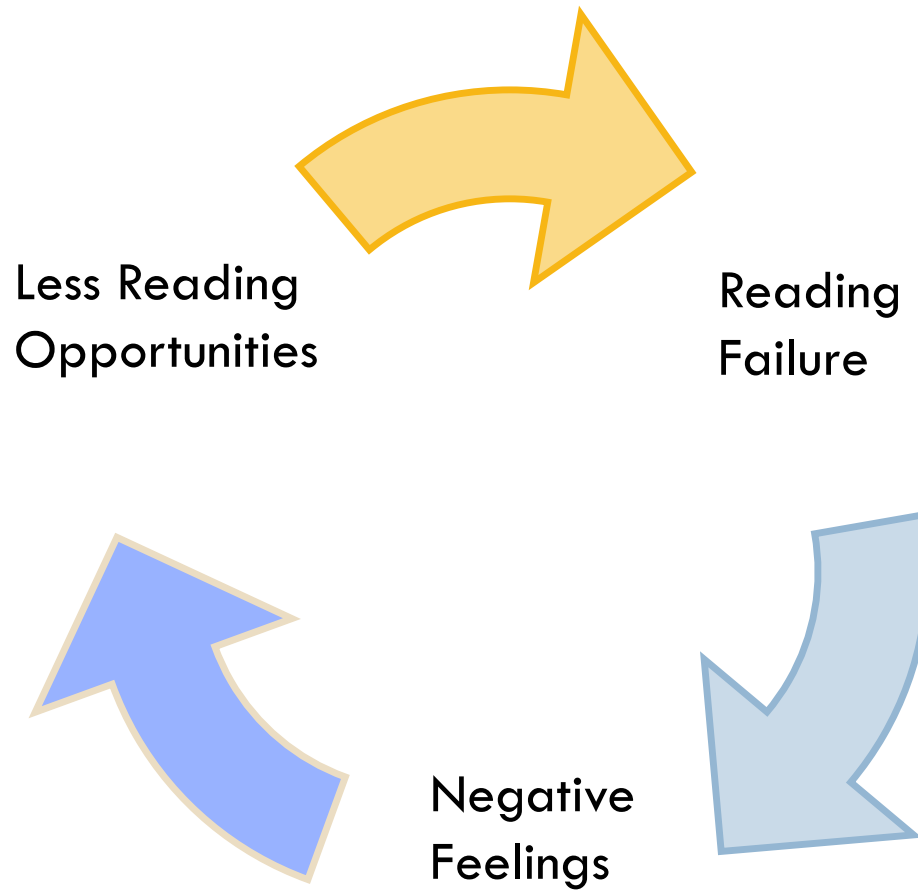 Less Reading
Opportunities
Reading
Failure
Negative
Feelings